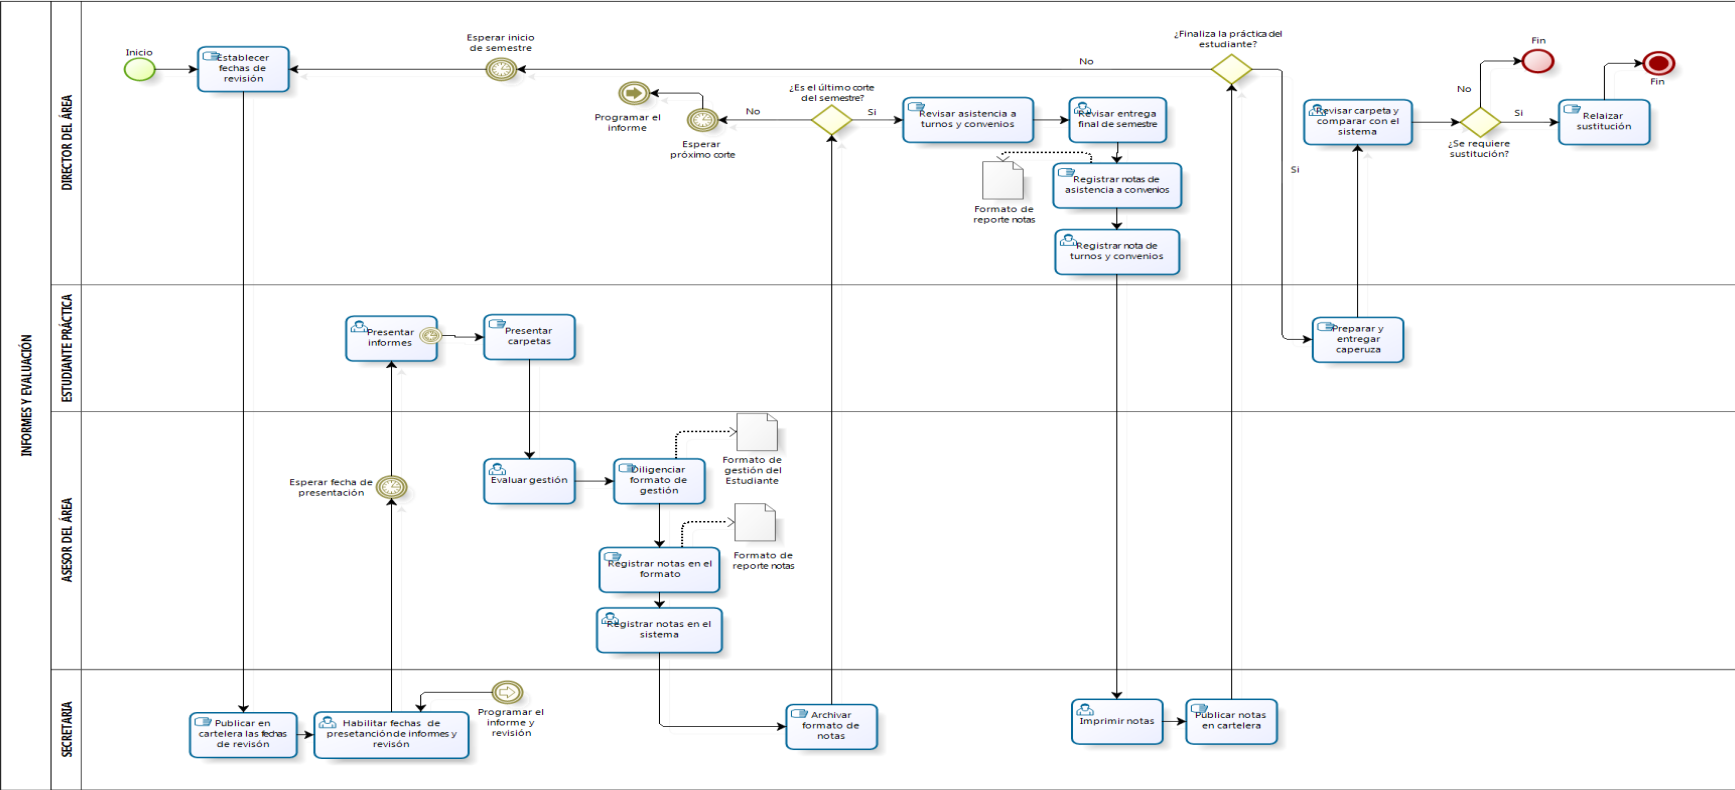 INFORMES Y EVALUACIÓN
DIRECTOR DEL ÁREA
Inicio
Establecer
fechas de
revisión
Esperar inicio
de semestre
Programar el
informe
Esperar
próximo corte
No
¿Es el último corte
del semestre?
Si
Revisar asistencia a
turnos y convenios
Revisar entrega
final de semestre
Registrar notas de
asistencia a convenios
Formato de
reporte notas
Registrar nota de
turnos y convenios
No
¿Finaliza la práctica del
estudiante?
Si
Revisar carpeta y
comparar con el
sistema
No
¿Se requiere
sustitución?
Si
Fin
Relaizar
sustitución
Fin
ESTUDIANTE PRÁCTICA
Presentar
informes
Presentar
carpetas
Preparar y
entregar
caperuza
ASESOR DEL ÁREA
Esperar fecha de
presentación
Evaluar gestión
Diligenciar
formato de
gestión
Formato de
gestión del
Estudiante
Registrar notas en el
formato
Formato de
reporte notas
Registrar notas en el
sistema
SECRETARIA
Publicar en
cartelera las fechas
de revisón
Habilitar fechas de
presetanción de informes y
revisón
Programar el
informe y
revisión
Archivar
formato de
notas
Imprimir notas
Publicar notas
en cartelera